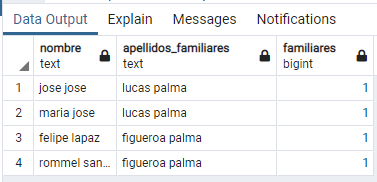 Data Output Explain Messages Notifications
nombre apellidos_familiares familiares
text text bigint
1 jose jose lucas palma 1
2 maria jose lucas palma 1
3 felipe lapaz figueroa palma 1
4 rommel san... figueroa palma 1